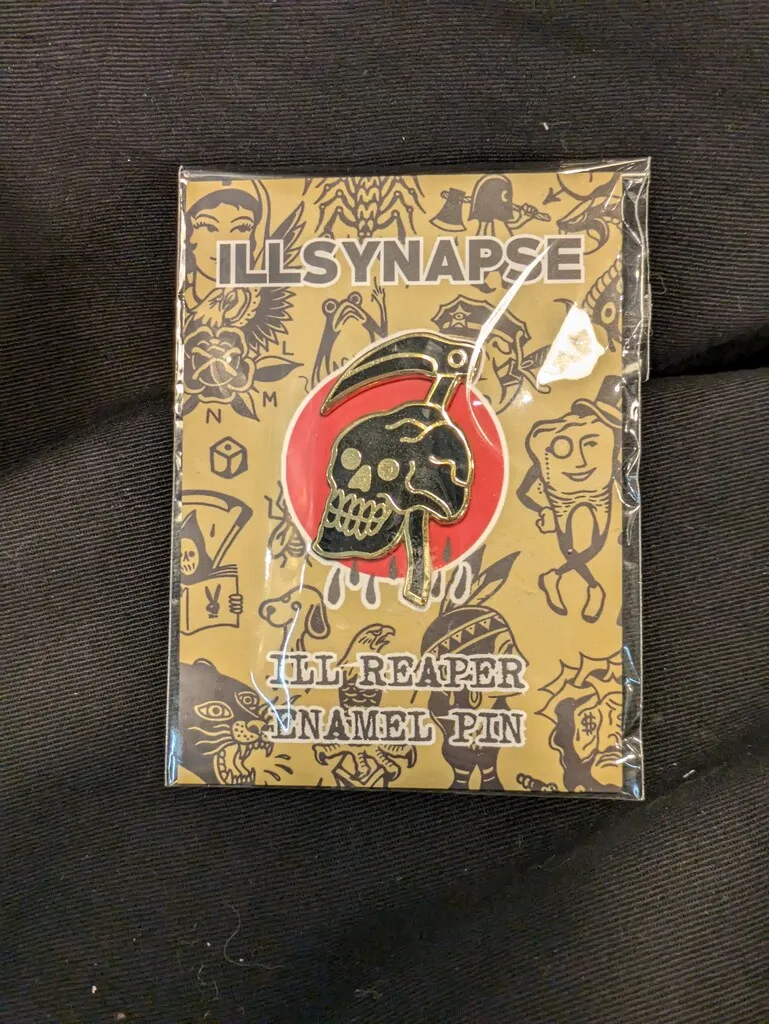 ILLSYNAPSE
L
N M
ILL REAPER
ENAMEL PIN